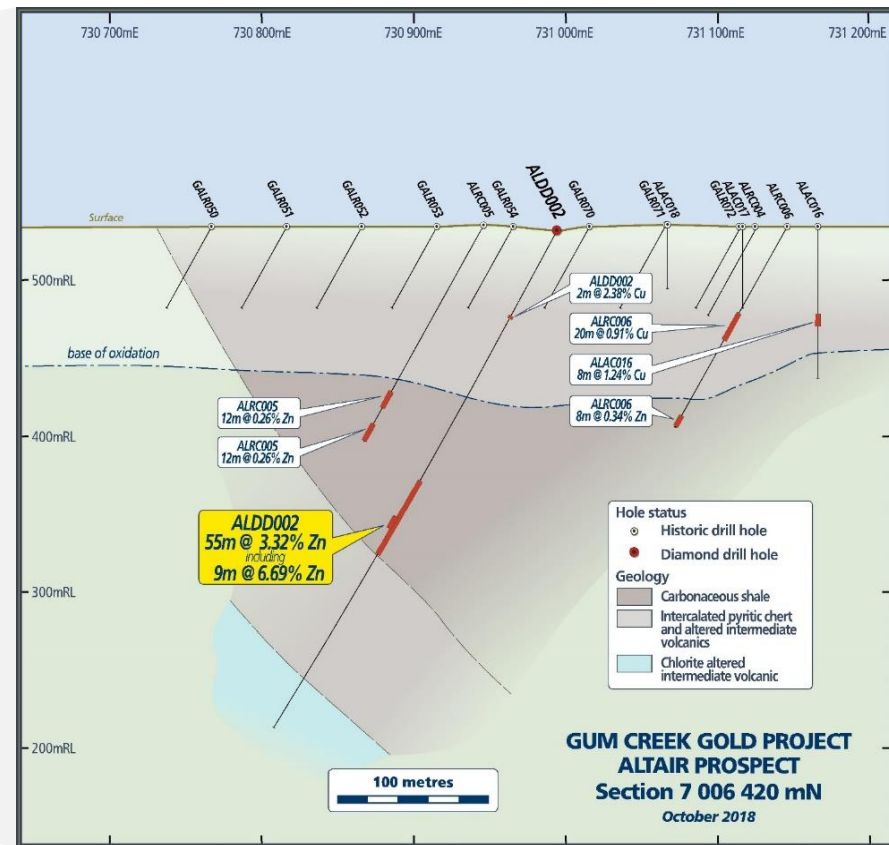 730 700mE
730 800mE
730 900mE
731 000mE
731 100mE
731 200mE
GALR050
GALR051
GALR052
GALR053
ALRC005
GALR054
ALDD002
GALR070
GALR071
ALAC018
GALR072
ALAC017
ALRC004
ALRC006
ALAC016
Surface
500mRL
ALDD002
2m @ 2.38% Cu
ALRC006
20m @ 0.91% Cu
base of oxidation
ALAC016
8m @ 1.24% Cu
ALRC005
12m @ 0.26% Zn
ALRC006
8m @ 0.34% Zn
400mRL
ALRC005
12m @ 0.26% Zn
ALDD002
55m @ 3.32% Zn
including
9m @ 6.69% Zn
Hole status
Historic drill hole
Diamond drill hole
Geology
Carbonaceous shale
Intercalated pyritic chert
and altered intermediate
volcanics
Chlorite altered
intermediate volcanic
300mRL
200mRL
100 metres
GUM CREEK GOLD PROJECT
ALTAIR PROSPECT
Section 7 006 420 mN
October 2018